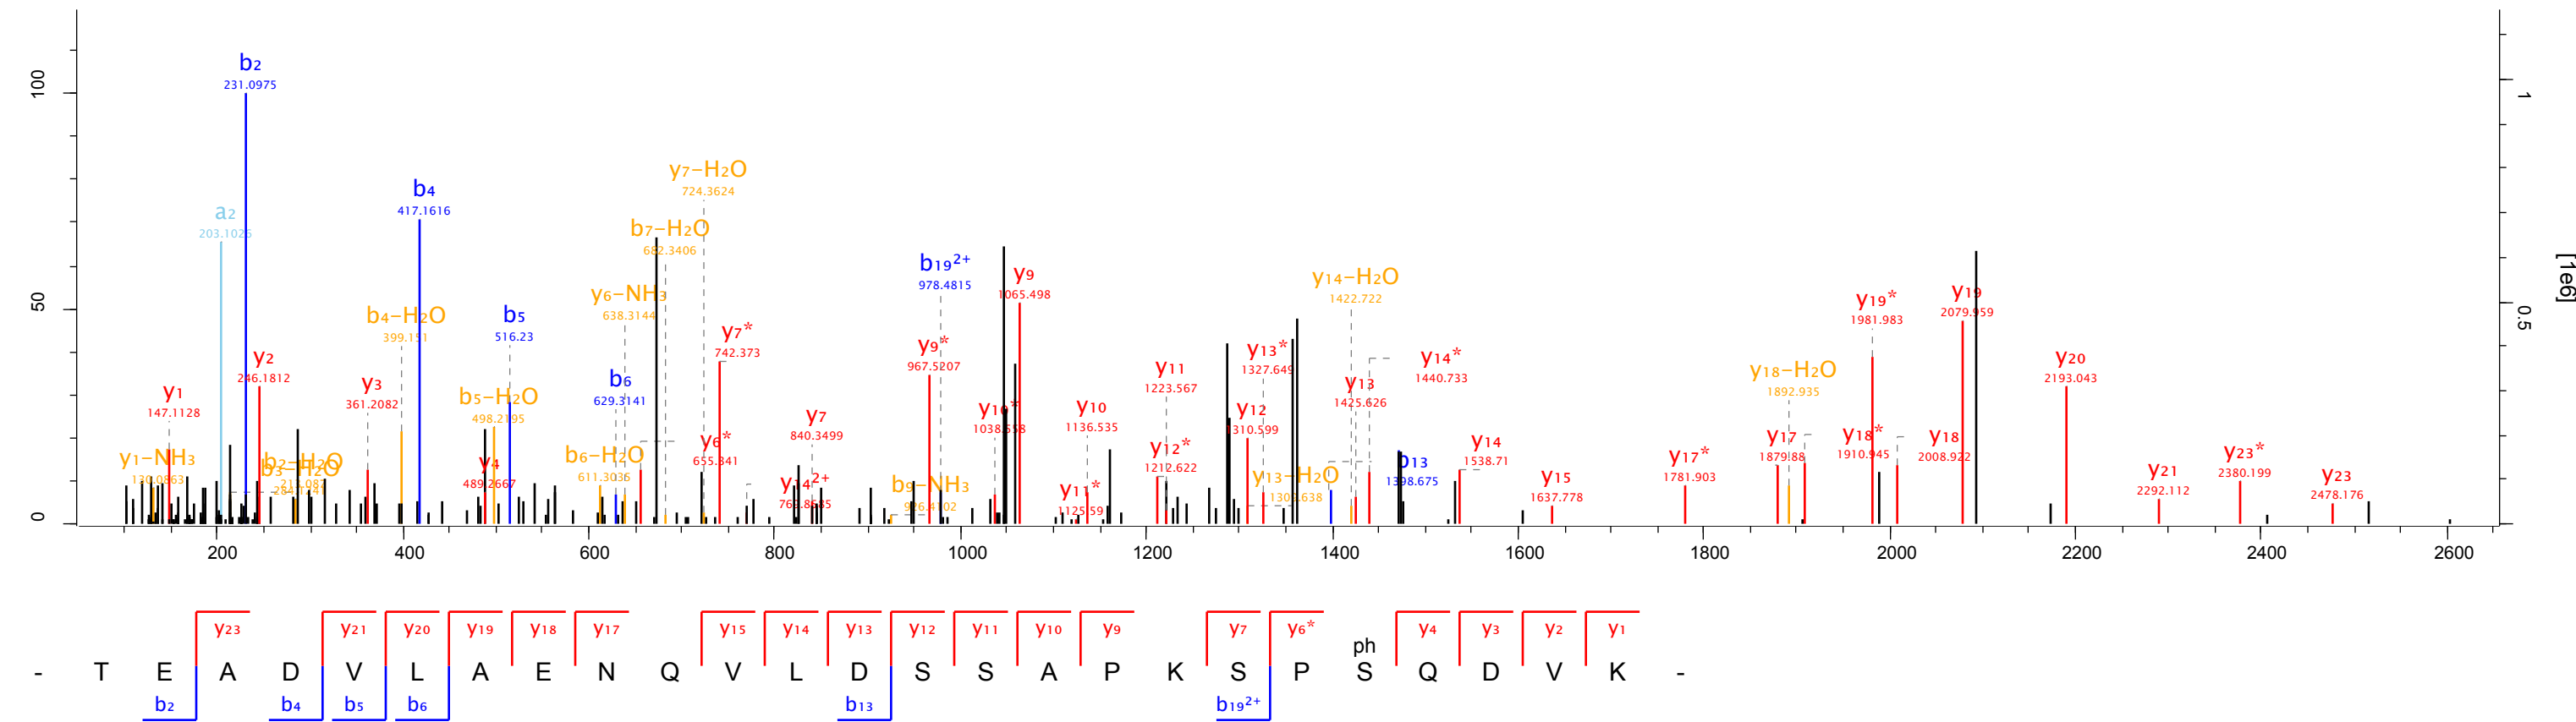 b2
231.0975
y7-H2O
724.3624
b4
417.1616
a2
203.102
b7-H2O
682.3406
b19 2+
978.4815
y9
1065.498
y14-H2O
1422.722
y6-NH3
638.3144
b5
516.23
b4-H2O
399.151
y7*
742.373
y19*
1981.983
y19
2079.959
y2
246.1812
y9*
967.5207
y13*
1327.649
y14*
1440.733
y20
2193.043
y1
147.1128
y3
361.2082
b5-H2O
498.2195
b6
629.3141
y11
1223.567
y13
1425.626
y18-H2O
1892.935
y7
840.3499
y10*
1038.558
y10
1136.535
y12
1310.599
y1-NH3
130.0863
b2-H2O
b3-H2O
y4
489.2667
b6-H2O
611.3036
y6*
655.341
y14 2+
b9-NH3
926.4102
y11*
1125.59
y12*
1212.622
y13-H2O
b13
1398.675
y14
1538.71
y15
1637.778
y17*
1781.903
y17
1879.88
y18*
1910.945
y18
2008.922
y21
2292.112
y23*
2380.199
y23
2478.176
100
50
0
1
0.5
[1e6]
200 400 600 800 1000 1200 1400 1600 1800 2000 2200 2400 2600
y23 y21 y20 y19 y18 y17 y15 y14 y13 y12 y11 y10 y9 y7 y6* y4 y3 y2 y1
ph
- T E A D V L A E N Q V L D S S A P K S P S Q D V K -
b2 b4 b5 b6 b13 b19 2+